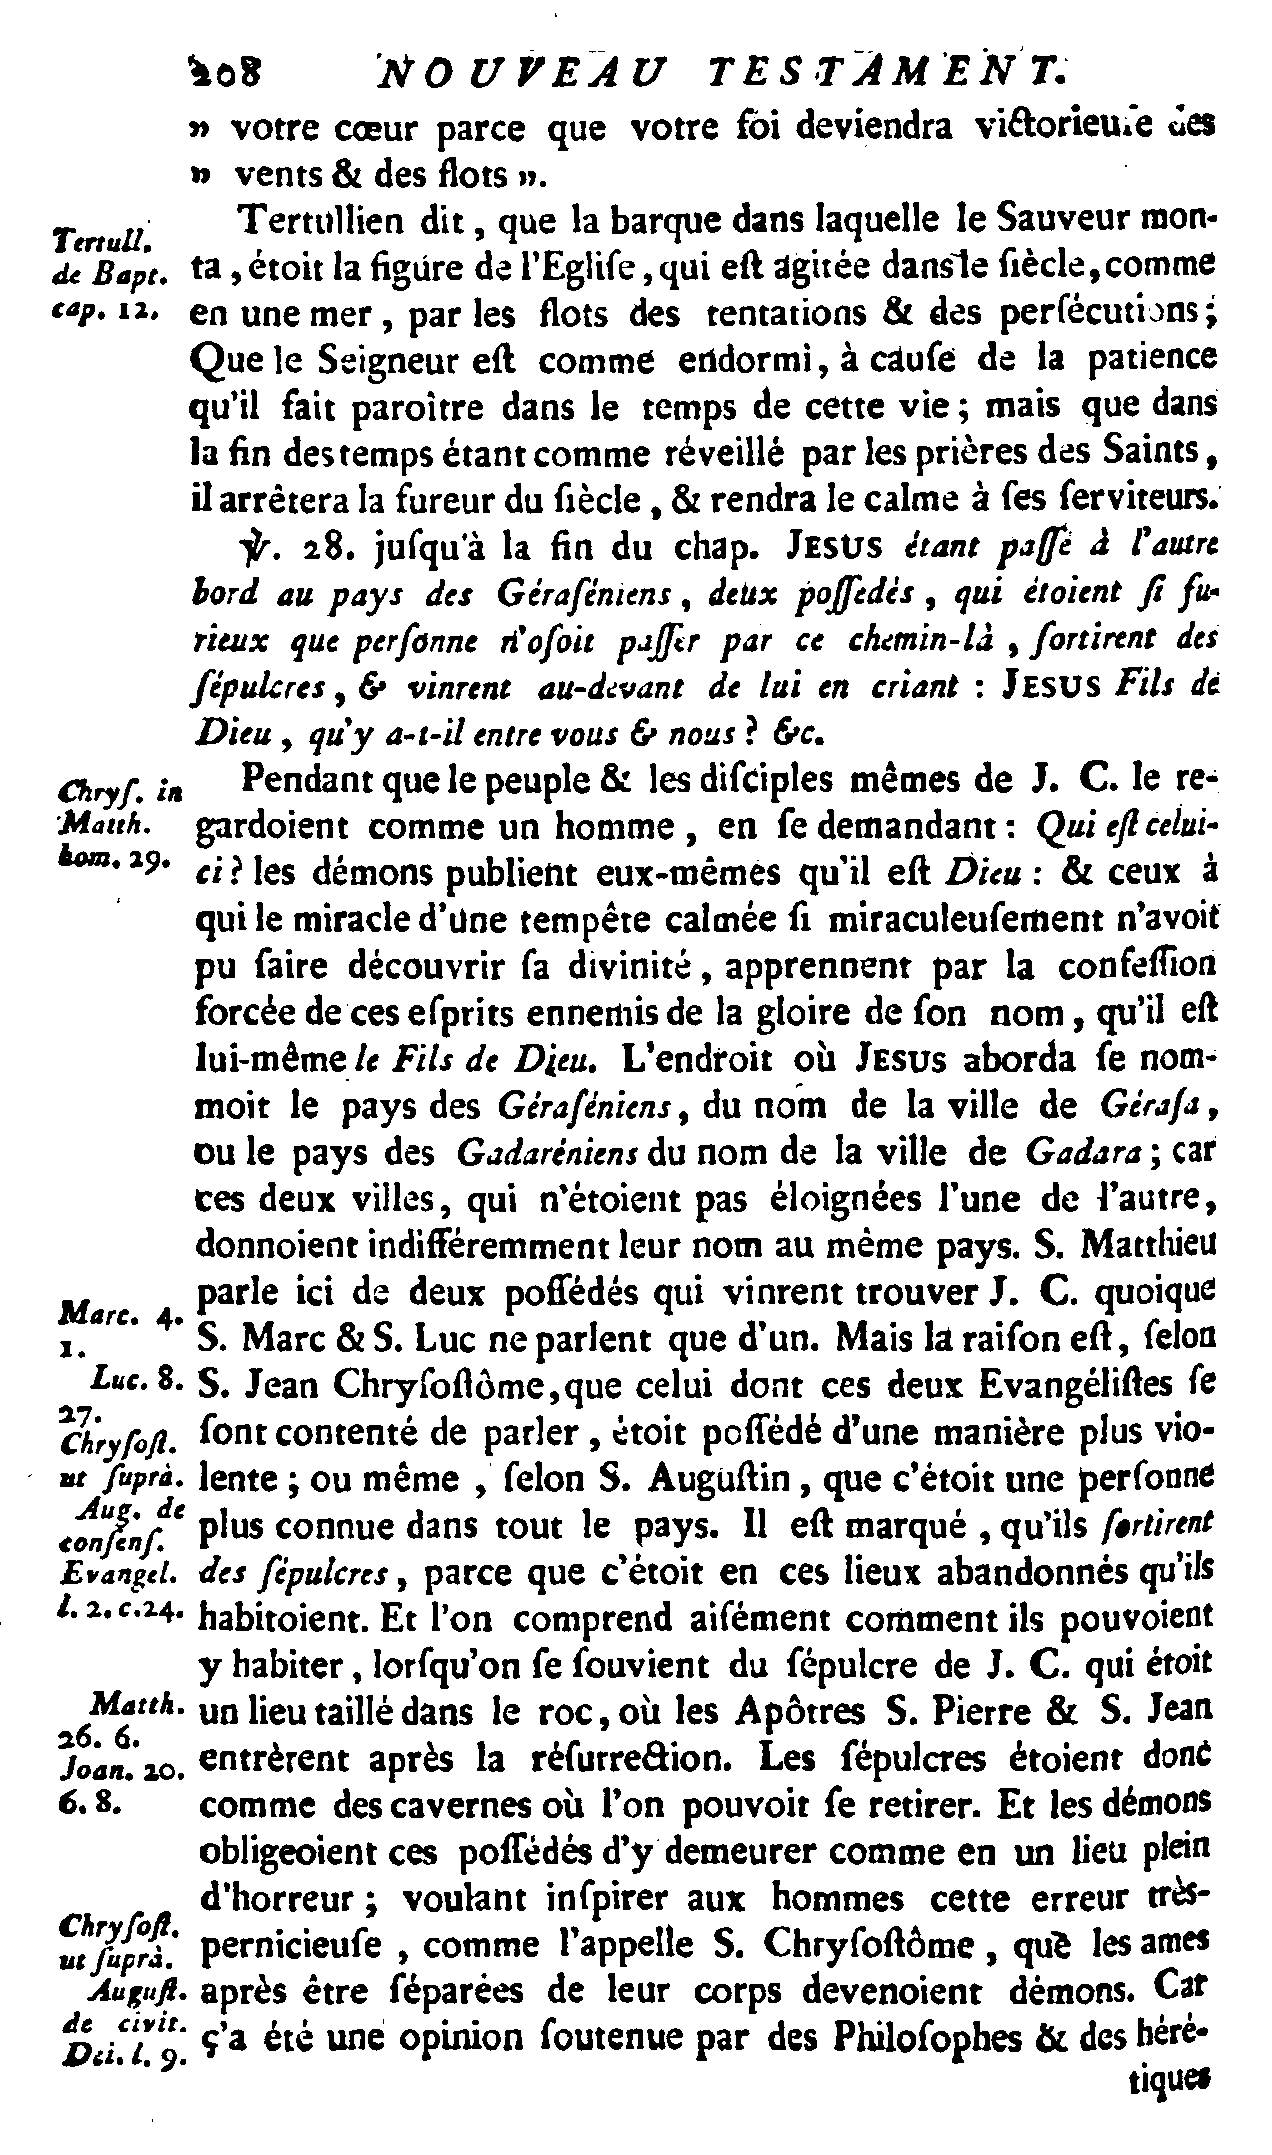 208 NOUVEAU TESTAMENT.
» votre cœur parce que votre foi deviendra victorieuſe des
» vents & des flots ».
Tertullien dit, que la barque dans laquelle le Sauveur mon-
Tertull.
de Bapt.
cap. 12.
ta, étoit la figure de l'Egliſe, qui eſt agitée dans le ſiècle, comme
en une mer, par les flots des tentations & des perſécutions;
Que le Seigneur eſt comme endormi, à cauſe de la patience
qu'il fait paroître dans le temps de cette vie; mais que dans
la fin des temps étant comme réveillé par les prières des Saints,
il arrêtera la fureur du ſiècle, & rendra le calme à ſes ſerviteurs.
℣. 28. juſqu'à la fin du chap. JESUS étant paſſé à l'autre
bord au pays des Géraſéniens, deux poſſedés, qui étoient ſi fu-
rieux que perſonne n'oſoit paſſer par ce chemin-là, ſortirent des
ſépulcres, & vinrent au-devant de lui en criant : JESUS Fils de
Dieu, qu'y a-t-il entre vous & nous ? &c.
Pendant que le peuple & les diſciples mêmes de J. C. le re-
Chryſ. in
Matth.
hom. 29.
gardoient comme un homme, en ſe demandant : Qui eſt celui-
ci ? les démons publient eux-mêmes qu'il eſt Dieu : & ceux à
qui le miracle d'une tempête calmée ſi miraculeuſement n'avoit
pu faire découvrir ſa divinité, apprennent par la confeſſion
forcée de ces eſprits ennemis de la gloire de ſon nom, qu'il eſt
lui-même le Fils de Dieu. L'endroit où JESUS aborda ſe nom-
moit le pays des Géraſéniens, du nom de la ville de Géraſa,
ou le pays des Gadaréniens du nom de la ville de Gadara; car
ces deux villes, qui n'étoient pas éloignées l'une de l'autre,
donnoient indifféremment leur nom au même pays. S. Matthieu
parle ici de deux poſſédés qui vinrent trouver J. C. quoique
Marc. 4.
1.
S. Marc & S. Luc ne parlent que d'un. Mais la raiſon eſt, ſelon
Luc. 8.
27.
S. Jean Chryſoſtôme, que celui dont ces deux Evangéliſtes ſe
Chryſoſt.
ut ſuprà.
ſont contenté de parler, étoit poſſédé d'une manière plus vio-
lente; ou même, ſelon S. Auguſtin, que c'étoit une perſonne
Aug. de
conſenſ.
Evangel.
l. 2. c. 24.
plus connue dans tout le pays. Il eſt marqué, qu'ils ſortirent
des ſépulcres, parce que c'étoit en ces lieux abandonnés qu'ils
habitoient. Et l'on comprend aiſément comment ils pouvoient
y habiter, lorſqu'on ſe ſouvient du ſépulcre de J. C. qui étoit
Matth.
26. 6.
un lieu taillé dans le roc, où les Apôtres S. Pierre & S. Jean
Joan. 20.
6. 8.
entrèrent après la réſurrection. Les ſépulcres étoient donc
comme des cavernes où l'on pouvoit ſe retirer. Et les démons
obligeoient ces poſſédés d'y demeurer comme en un lieu plein
d'horreur; voulant inſpirer aux hommes cette erreur très-
Chryſoſt.
ut ſuprà.
pernicieuſe, comme l'appelle S. Chryſoſtôme, que les ames
Auguſt.
de civit.
Dei. l. 9.
après être ſéparées de leur corps devenoient démons. Car
ç'a été une opinion ſoutenue par des Philoſophes & des héré-
tiques